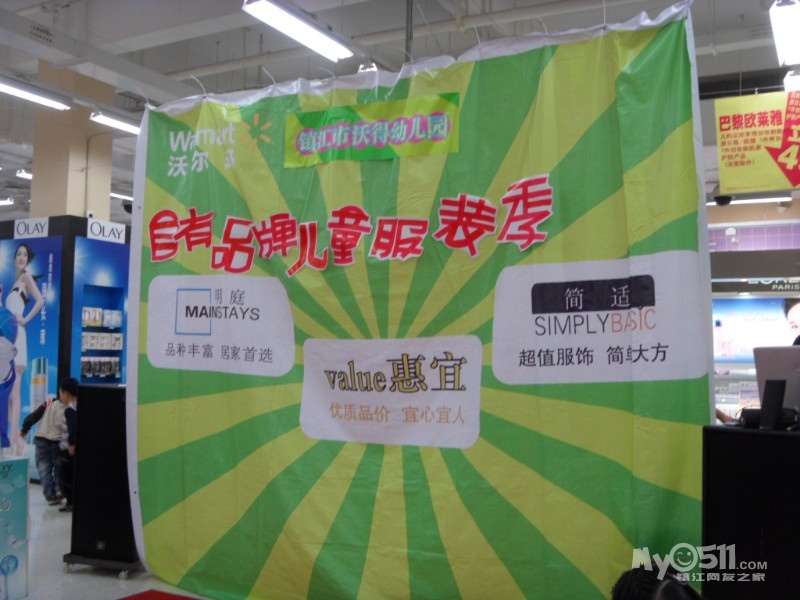 Walmart
沃尔玛
镇江市沃得幼儿园
自有品牌儿童服装季
明庭
MAINSTAYS
品种丰富 居家首选
value惠宜
优质品价 宜心宜人
简适
SIMPLYBASIC
超值服饰 简单大方
OLAY
OLAY
巴黎欧莱雅
PARIS
My0511.COM
镇江网友之家